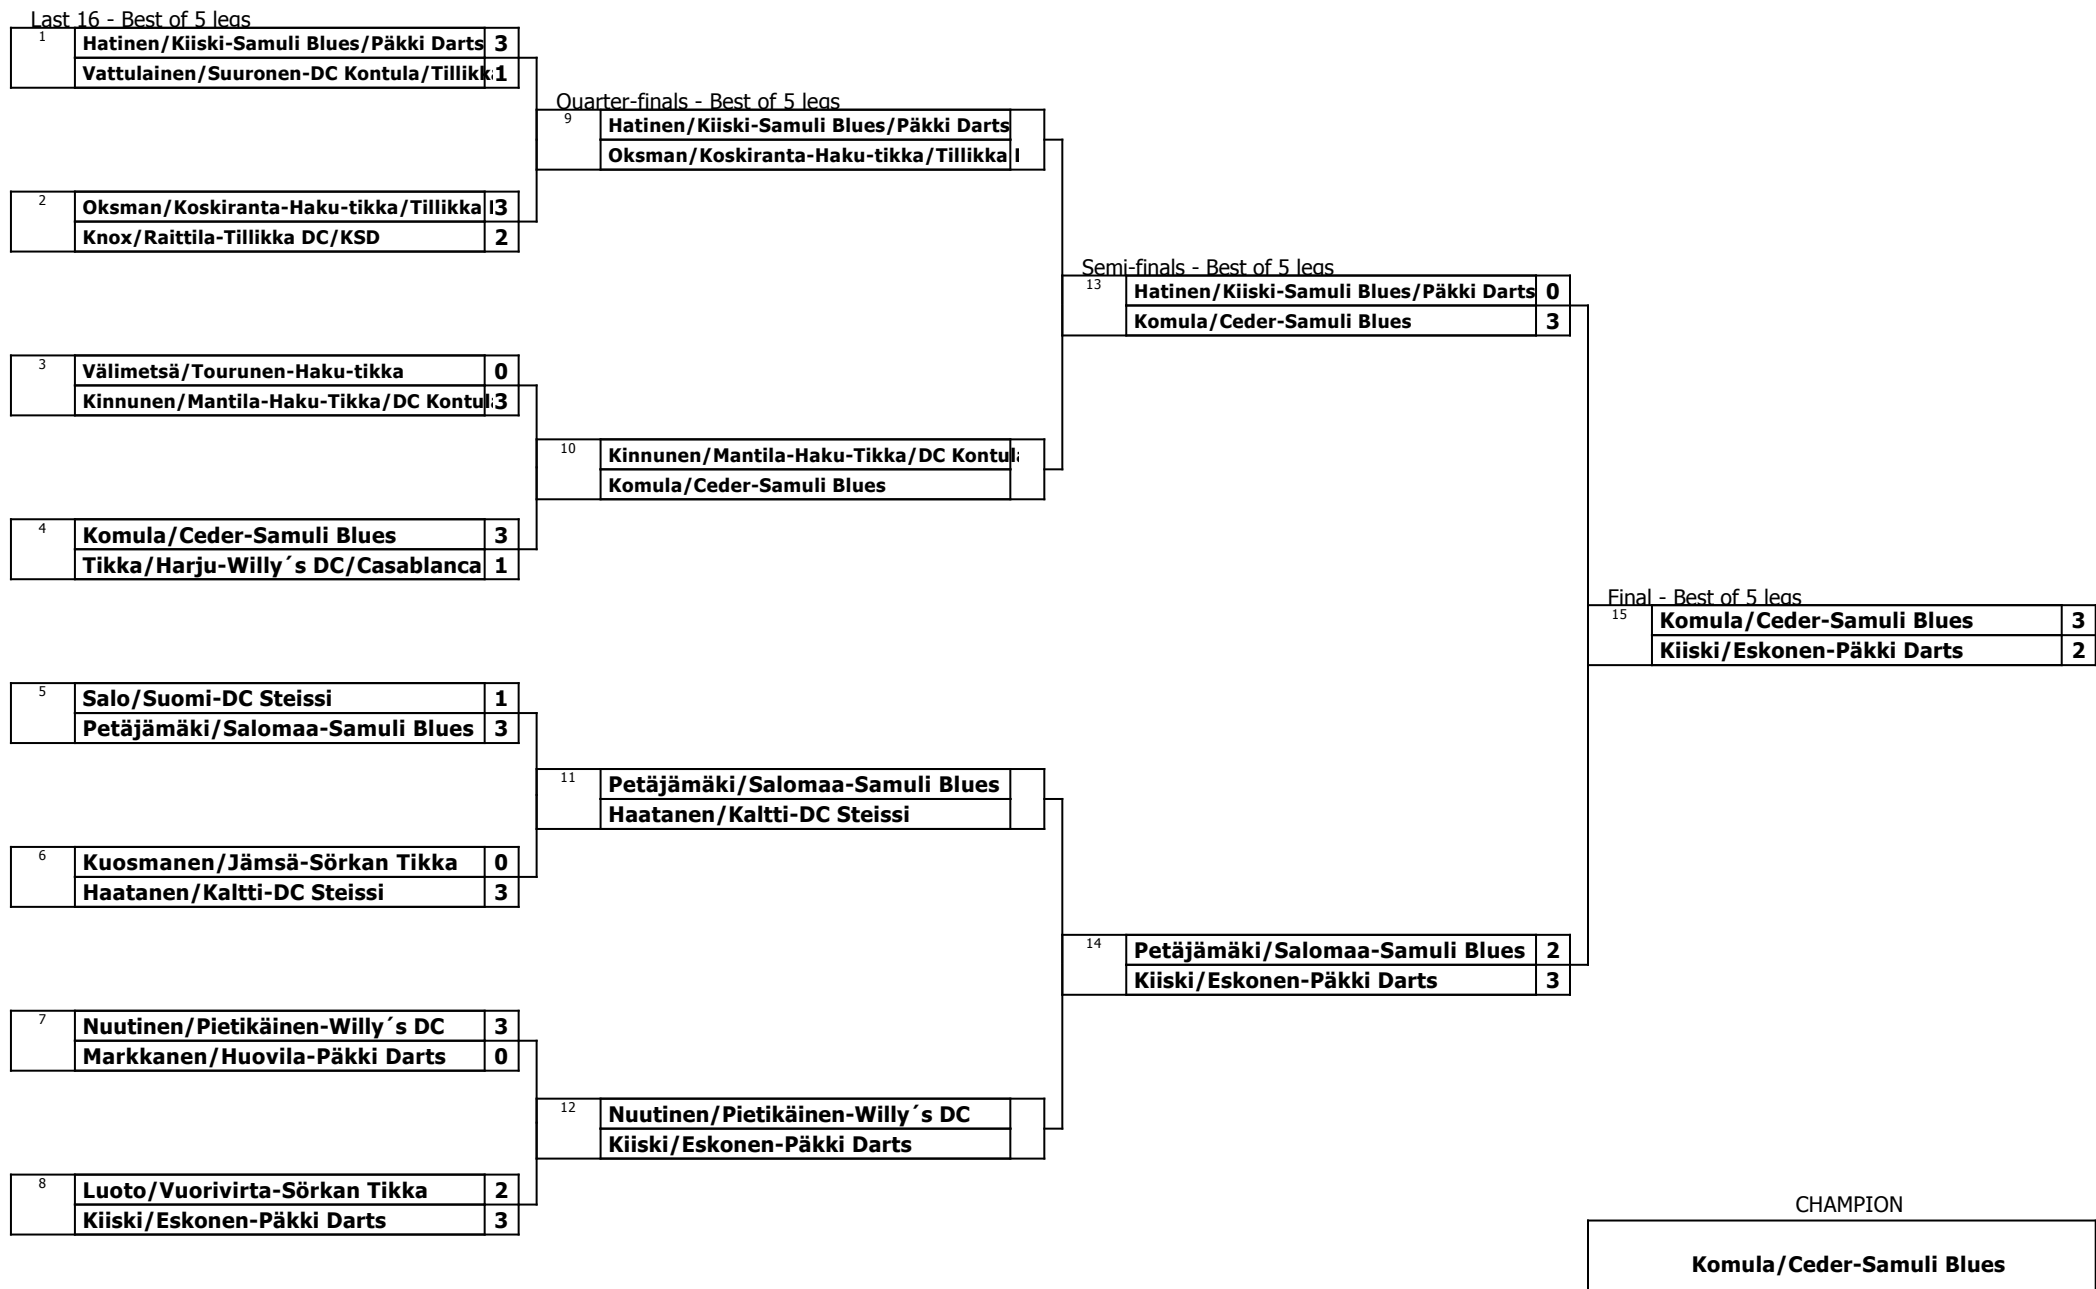 Last 16 - Best of 5 legs
1
Hatinen/Kiiski-Samuli Blues/Päkki Darts 3
Vattulainen/Suuronen-DC Kontula/Tillikka 1
2
Oksman/Koskiranta-Haku-tikka/Tillikka 3
Knox/Raittila-Tillikka DC/KSD 2
3
Välimetsä/Tourunen-Haku-tikka 0
Kinnunen/Mantila-Haku-Tikka/DC Kontula 3
4
Komula/Ceder-Samuli Blues 3
Tikka/Harju-Willy´s DC/Casablanca 1
5
Salo/Suomi-DC Steissi 1
Petäjämäki/Salomaa-Samuli Blues 3
6
Kuosmanen/Jämsä-Sörkan Tikka 0
Haatanen/Kaltti-DC Steissi 3
7
Nuutinen/Pietikäinen-Willy´s DC 3
Markkanen/Huovila-Päkki Darts 0
8
Luoto/Vuorivirta-Sörkan Tikka 2
Kiiski/Eskonen-Päkki Darts 3
Quarter-finals - Best of 5 legs
9
Hatinen/Kiiski-Samuli Blues/Päkki Darts
Oksman/Koskiranta-Haku-tikka/Tillikka
10
Kinnunen/Mantila-Haku-Tikka/DC Kontula
Komula/Ceder-Samuli Blues
11
Petäjämäki/Salomaa-Samuli Blues
Haatanen/Kaltti-DC Steissi
12
Nuutinen/Pietikäinen-Willy´s DC
Kiiski/Eskonen-Päkki Darts
Semi-finals - Best of 5 legs
13
Hatinen/Kiiski-Samuli Blues/Päkki Darts 0
Komula/Ceder-Samuli Blues 3
14
Petäjämäki/Salomaa-Samuli Blues 2
Kiiski/Eskonen-Päkki Darts 3
Final - Best of 5 legs
15
Komula/Ceder-Samuli Blues 3
Kiiski/Eskonen-Päkki Darts 2
CHAMPION
Komula/Ceder-Samuli Blues